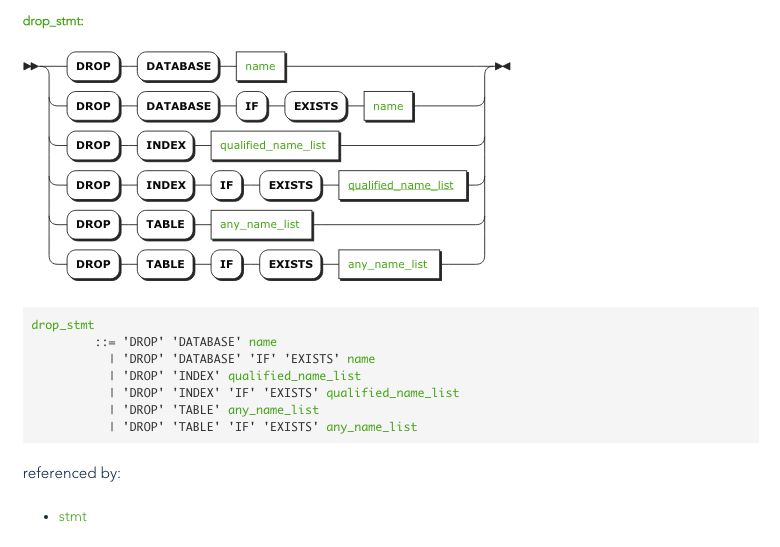 drop_stmt:
DROP DATABASE name
DROP DATABASE IF EXISTS name
DROP INDEX qualified_name_list
DROP INDEX IF EXISTS qualified_name_list
DROP TABLE any_name_list
DROP TABLE IF EXISTS any_name_list
drop_stmt
::= 'DROP' 'DATABASE' name
| 'DROP' 'DATABASE' 'IF' 'EXISTS' name
| 'DROP' 'INDEX' qualified_name_list
| 'DROP' 'INDEX' 'IF' 'EXISTS' qualified_name_list
| 'DROP' 'TABLE' any_name_list
| 'DROP' 'TABLE' 'IF' 'EXISTS' any_name_list
referenced by:
• stmt